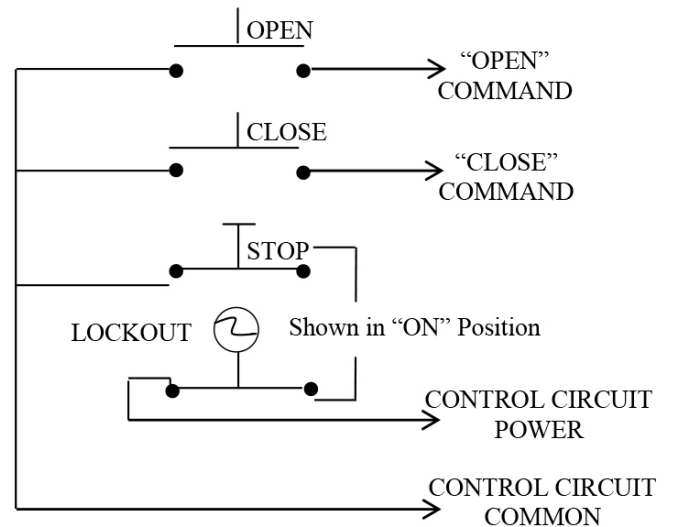 OPEN
“OPEN”
COMMAND
CLOSE
“CLOSE”
COMMAND
STOP
LOCKOUT
Shown in “ON” Position
CONTROL CIRCUIT
POWER
CONTROL CIRCUIT
COMMON